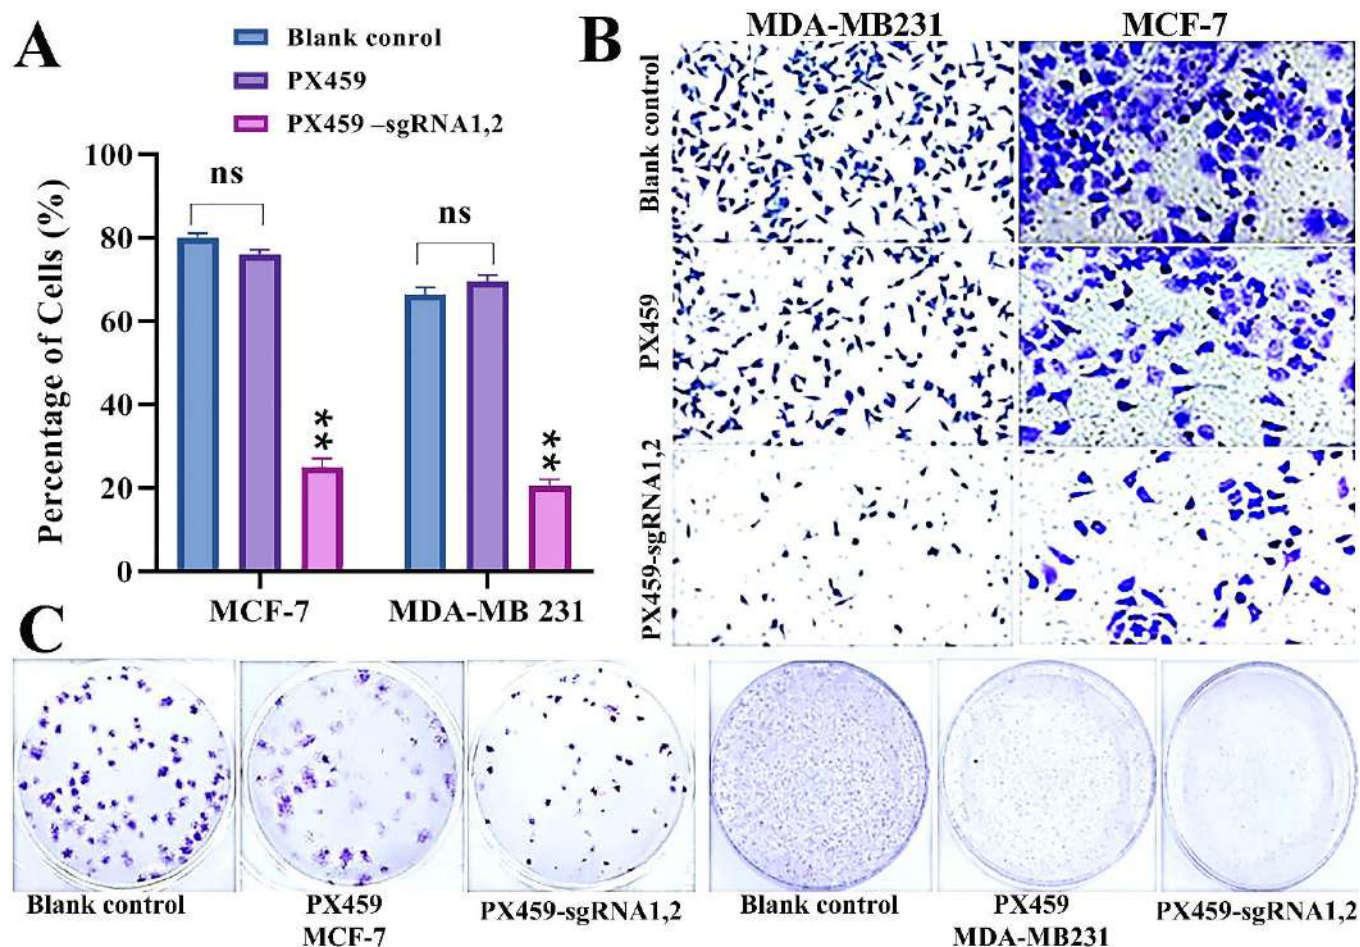 A
Blank conrol
PX459
PX459 –sgRNA1,2
Percentage of Cells (%)
100
80
60
40
20
0
ns
ns
**
**
MCF-7
MDA-MB 231
B
MDA-MB231
MCF-7
Blank control
PX459
PX459-sgRNA1,2
C
Blank control
PX459
PX459-sgRNA1,2
MCF-7
Blank control
PX459
PX459-sgRNA1,2
MDA-MB231